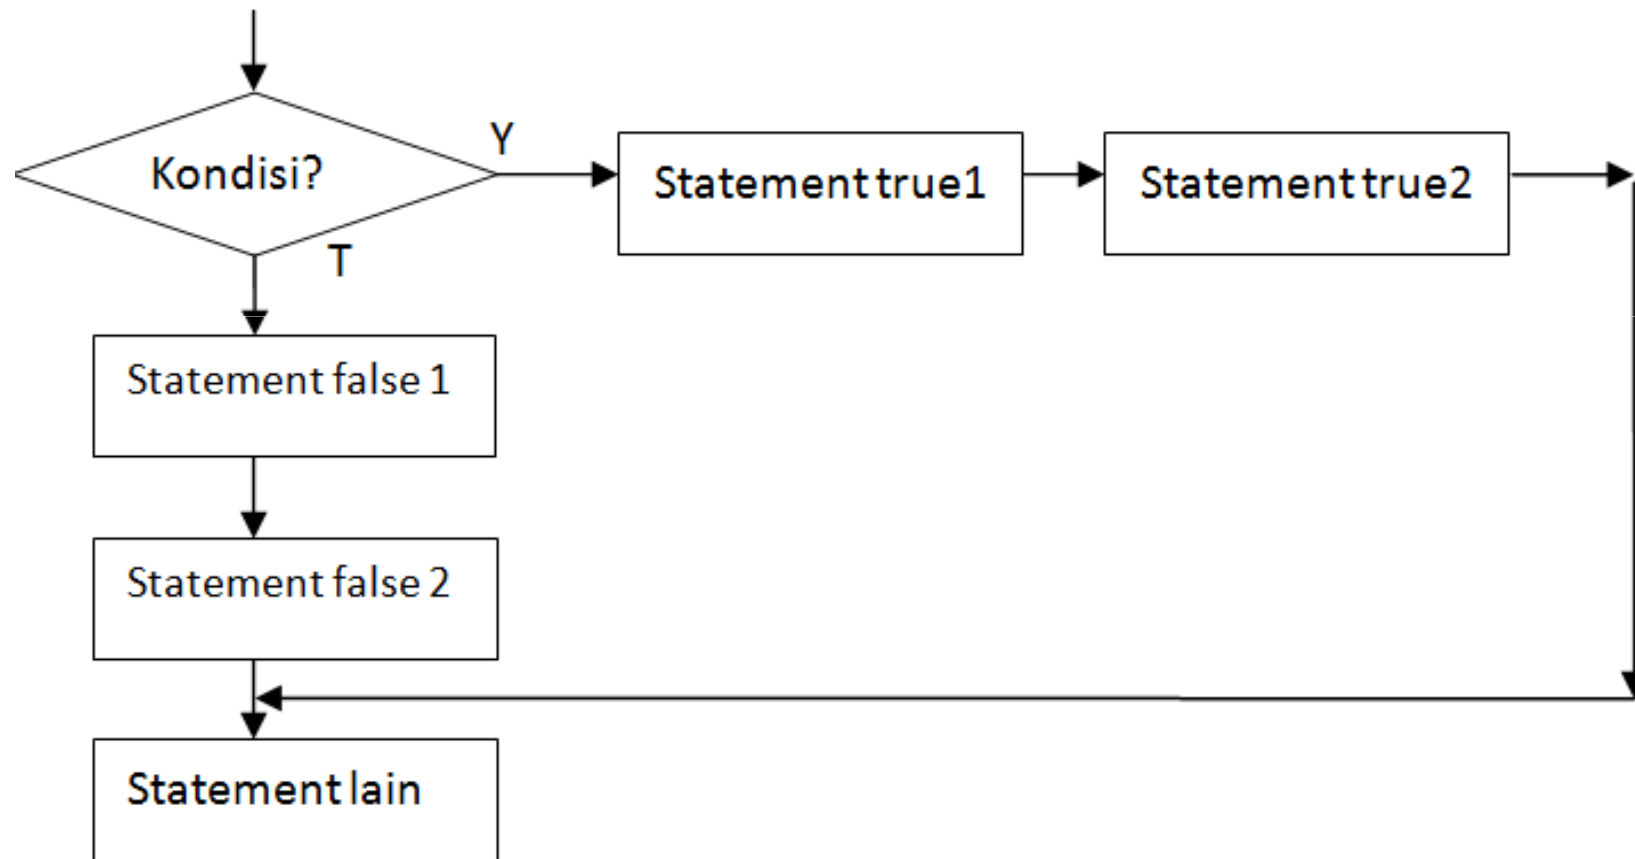 Kondisi?
Y
Statement true1
Statement true2
T
Statement false 1
Statement false 2
Statement lain